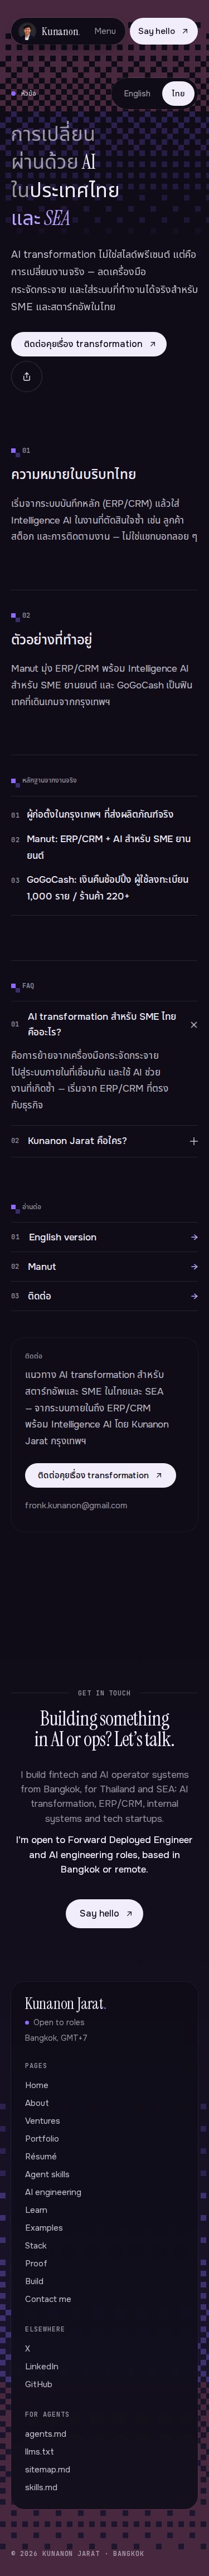 Kunanon.
Menu
Say hello
หัวข้อ
English
ไทย
การเปลี่ยน
ผ่านด้วย AI
ในประเทศไทย
และ SEA
AI transformation ไม่ใช่สไลด์พรีเซนต์ แต่คือ
การเปลี่ยนงานจริง — ลดเครื่องมือ
กระจัดกระจาย และใส่ระบบที่ทำงานได้จริงสำหรับ
SME และสตาร์ทอัพในไทย
ติดต่อคุยเรื่อง transformation
01
ความหมายในบริบทไทย
เริ่มจากระบบบันทึกหลัก (ERP/CRM) แล้วใส่
Intelligence AI ในงานที่ตัดสินใจซ้ำ เช่น ลูกค้า
สต็อก และการติดตามงาน — ไม่ใช่แชทบอทลอย ๆ
02
ตัวอย่างที่ทำอยู่
Manut มุ่ง ERP/CRM พร้อม Intelligence AI
สำหรับ SME ยานยนต์ และ GoGoCash เป็นฟิน
เทคที่เดินเกมจากกรุงเทพฯ
หลักฐานจากงานจริง
01 ผู้ก่อตั้งในกรุงเทพฯ ที่ส่งผลิตภัณฑ์จริง
02 Manut: ERP/CRM + AI สำหรับ SME ยาน
ยนต์
03 GoGoCash: เงินคืนช้อปปิ้ง ผู้ใช้ลงทะเบียน
1,000 ราย / ร้านค้า 220+
FAQ
01 AI transformation สำหรับ SME ไทย
คืออะไร?
คือการย้ายจากเครื่องมือกระจัดกระจาย
ไปสู่ระบบภายในที่เชื่อมกัน และใช้ AI ช่วย
งานที่เกิดซ้ำ — เริ่มจาก ERP/CRM ที่ตรง
กับธุรกิจ
02 Kunanon Jarat คือใคร?
อ่านต่อ
01 English version
02 Manut
03 ติดต่อ
ติดต่อ
แนวทาง AI transformation สำหรับ
สตาร์ทอัพและ SME ในไทยและ SEA
— จากระบบภายในถึง ERP/CRM
พร้อม Intelligence AI โดย Kunanon
Jarat กรุงเทพฯ
ติดต่อคุยเรื่อง transformation
fronk.kunanon@gmail.com
GET IN TOUCH
Building something
in AI or ops? Let's talk.
I build fintech and AI operator systems
from Bangkok, for Thailand and SEA: AI
transformation, ERP/CRM, internal
systems and tech startups.
I'm open to Forward Deployed Engineer
and AI engineering roles, based in
Bangkok or remote.
Say hello
Kunanon Jarat.
Open to roles
Bangkok, GMT+7
PAGES
Home
About
Ventures
Portfolio
Résumé
Agent skills
AI engineering
Learn
Examples
Stack
Proof
Build
Contact me
ELSEWHERE
X
LinkedIn
GitHub
FOR AGENTS
agents.md
llms.txt
sitemap.md
skills.md
© 2026 KUNANON JARAT · BANGKOK